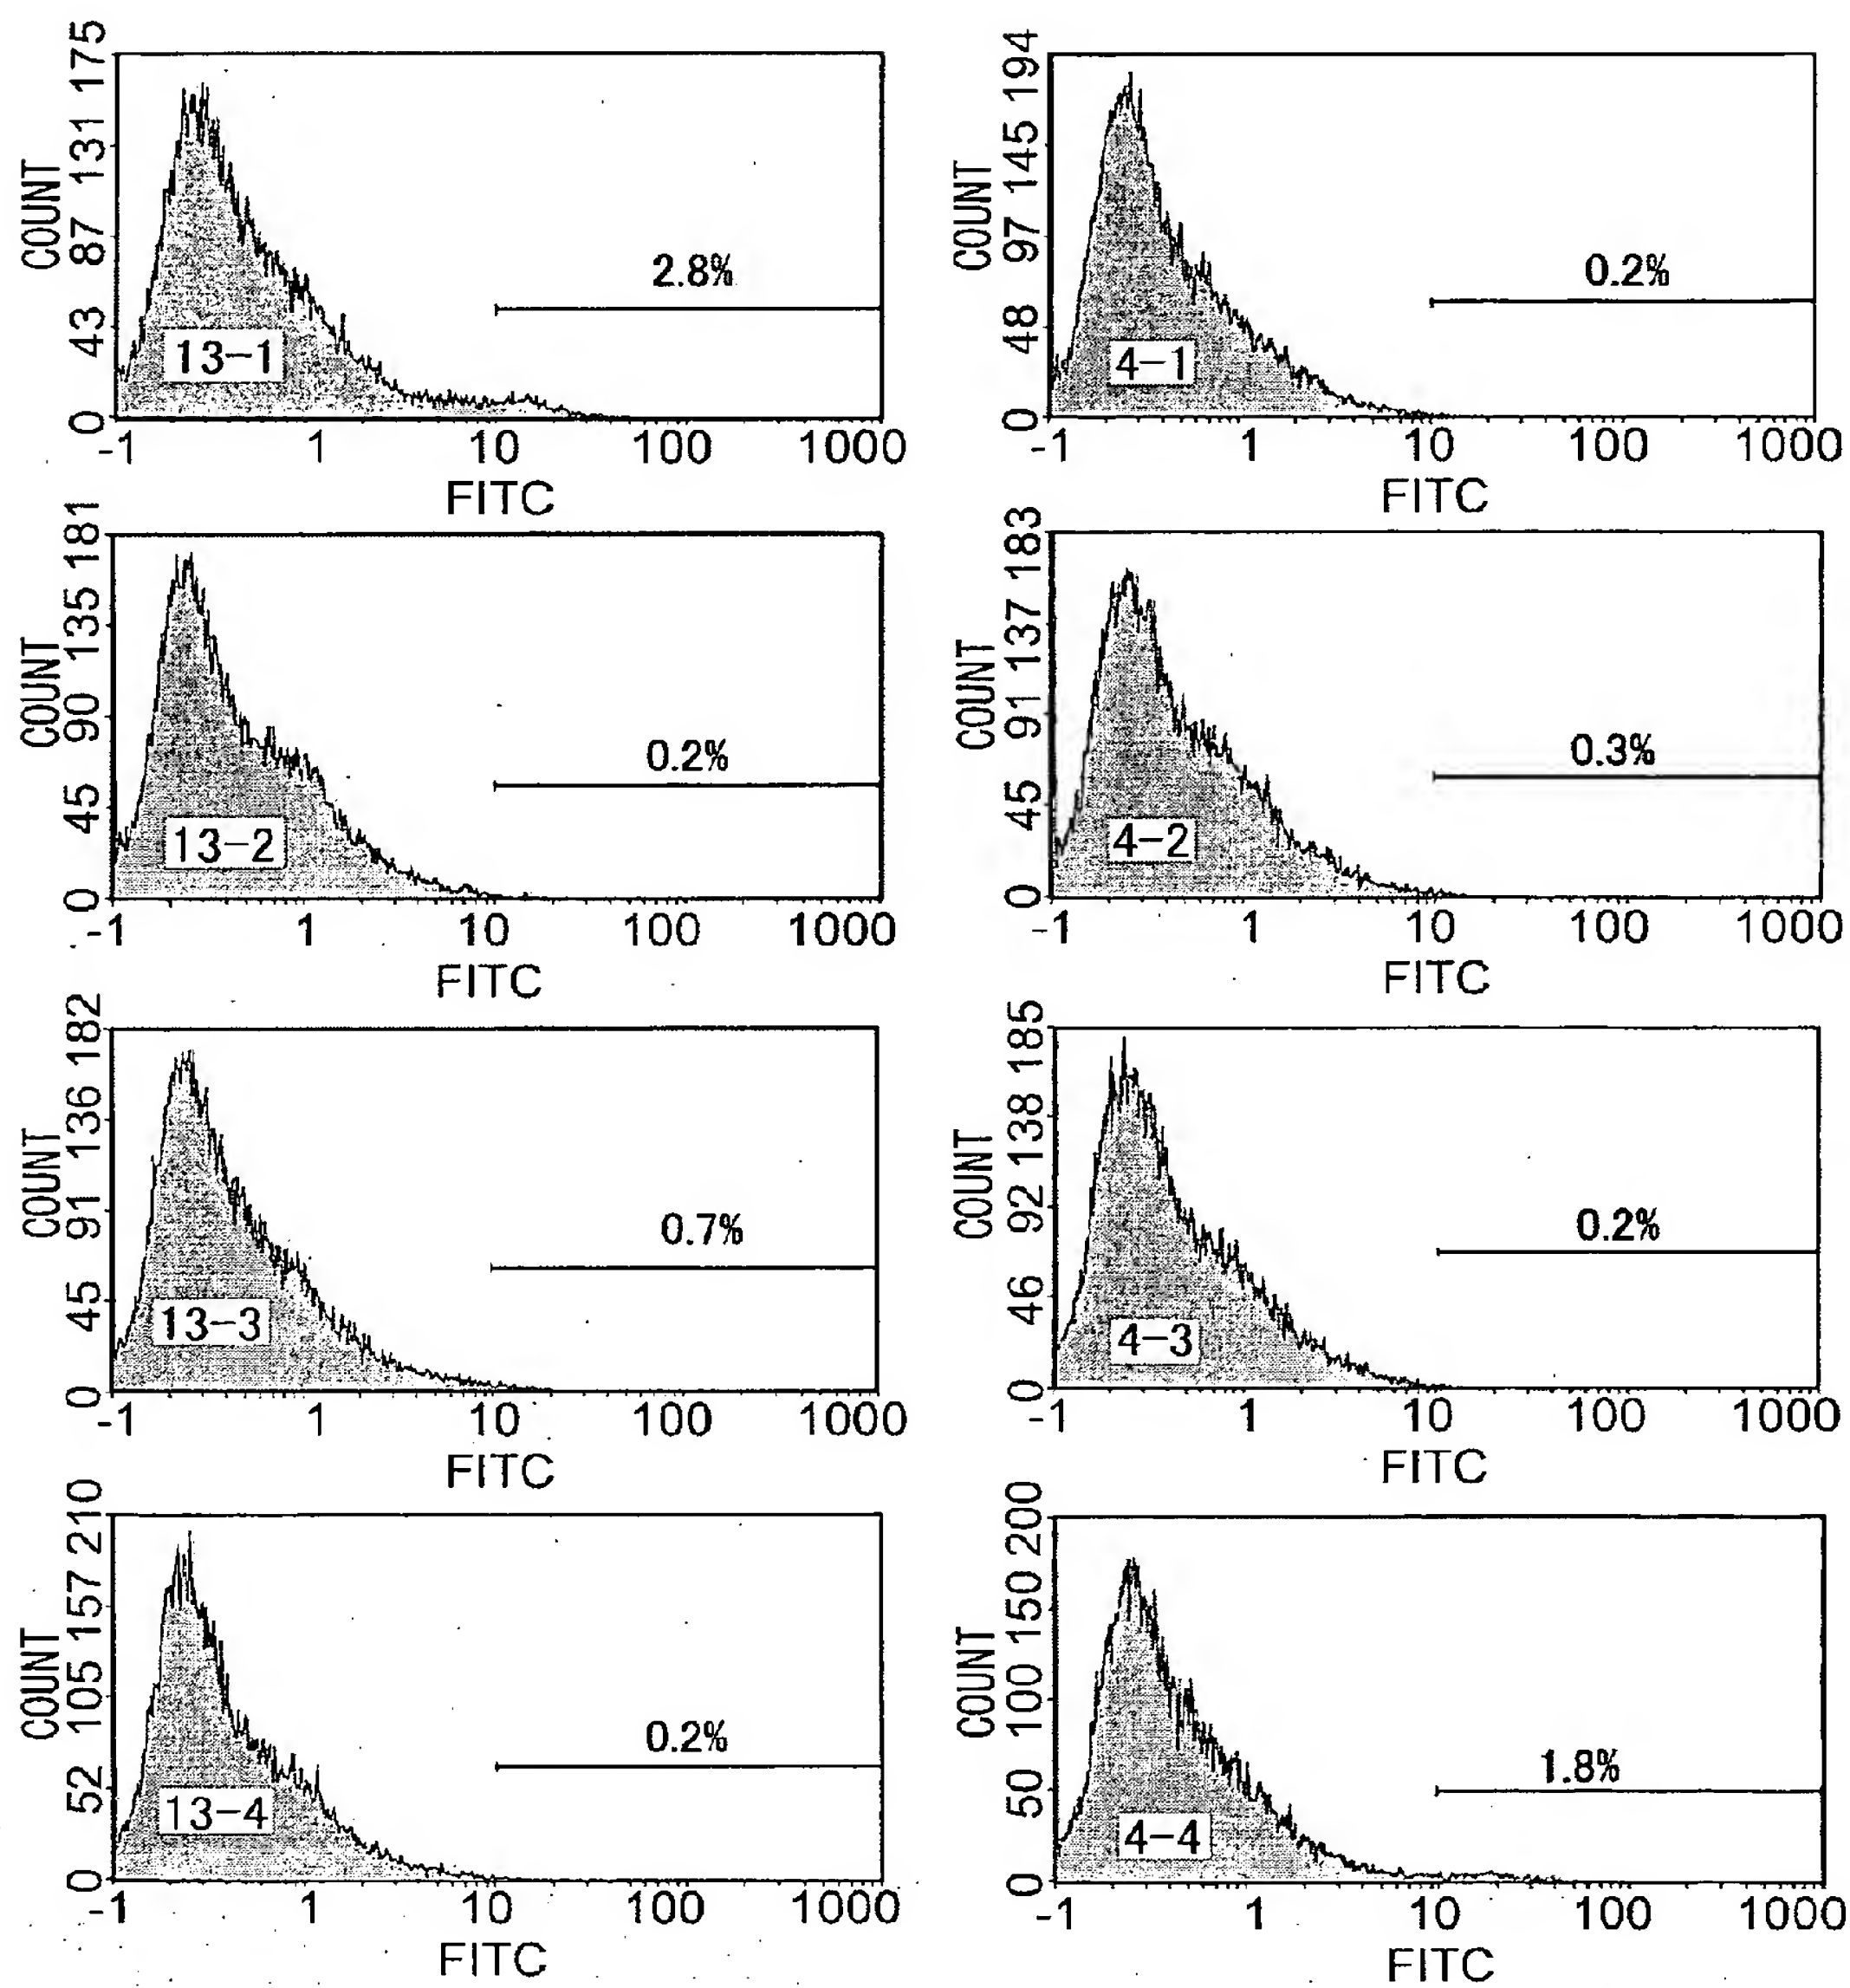 COUNT
0 43 87 131 175
2.8%
13-1
-1 1 10 100 1000
FITC
COUNT
0 48 97 145 194
0.2%
4-1
-1 1 10 100 1000
FITC
COUNT
0 45 90 135 181
0.2%
13-2
-1 1 10 100 1000
FITC
COUNT
0 45 91 137 183
0.3%
4-2
-1 1 10 100 1000
FITC
COUNT
0 45 91 136 182
0.7%
13-3
-1 1 10 100 1000
FITC
COUNT
0 46 92 138 185
0.2%
4-3
-1 1 10 100 1000
FITC
COUNT
0 52 105 157 210
0.2%
13-4
-1 1 10 100 1000
FITC
COUNT
0 50 100 150 200
1.8%
4-4
-1 1 10 100 1000
FITC